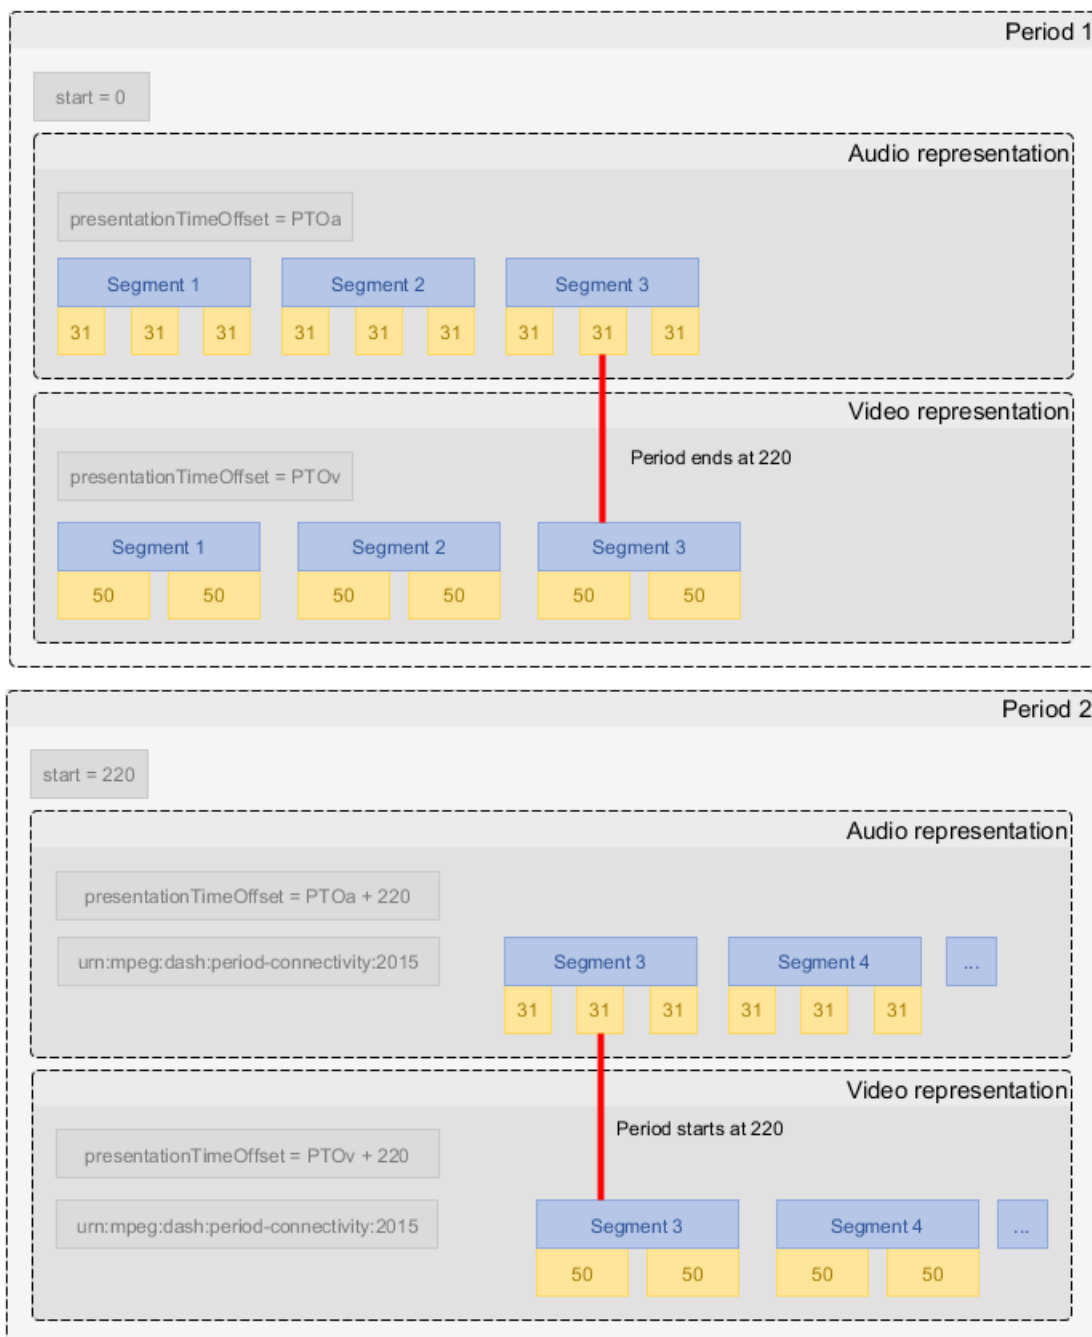 Period 1
start = 0
Audio representation
presentationTimeOffset = PTOa
Segment 1 Segment 2 Segment 3
31 31 31 31 31 31 31 31 31
Video representation
Period ends at 220
presentationTimeOffset = PTOv
Segment 1 Segment 2 Segment 3
50 50 50 50 50 50
Period 2
start = 220
Audio representation
presentationTimeOffset = PTOa + 220
urn:mpeg:dash:period-connectivity:2015 Segment 3 Segment 4 ...
31 31 31 31 31 31
Video representation
Period starts at 220
presentationTimeOffset = PTOv + 220
urn:mpeg:dash:period-connectivity:2015 Segment 3 Segment 4 ...
50 50 50 50